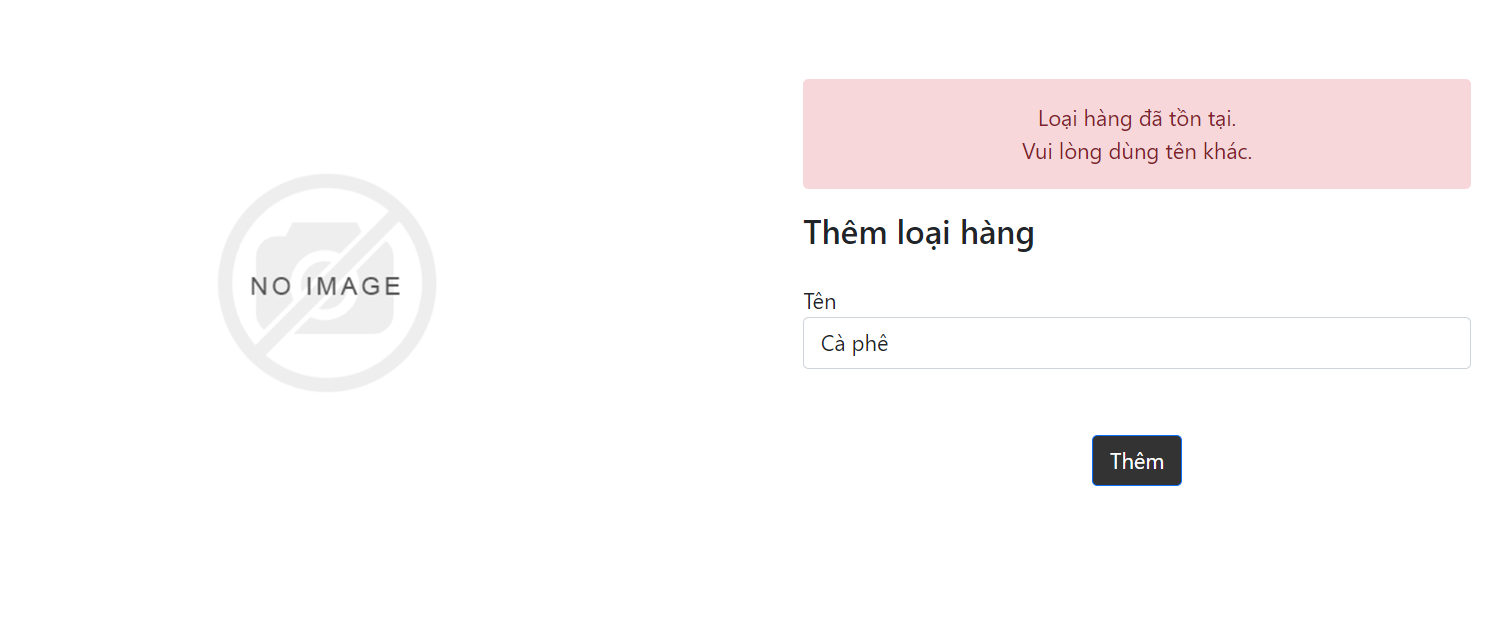 NO IMAGE
Loại hàng đã tồn tại.
Vui lòng dùng tên khác.
Thêm loại hàng
Tên
Cà phê
Thêm